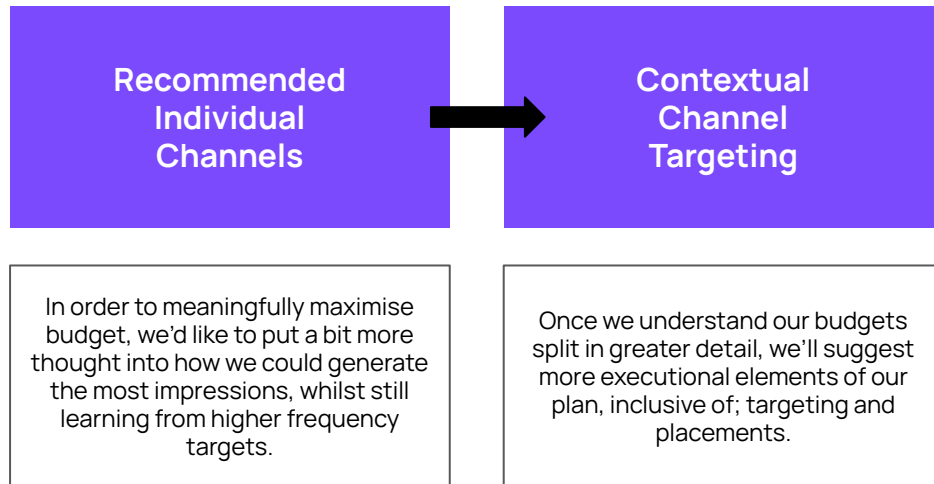 Recommended
Individual
Channels
Contextual
Channel
Targeting
In order to meaningfully maximise
budget, we'd like to put a bit more
thought into how we could generate
the most impressions, whilst still
learning from higher frequency
targets.
Once we understand our budgets
split in greater detail, we'll suggest
more executional elements of our
plan, inclusive of; targeting and
placements.